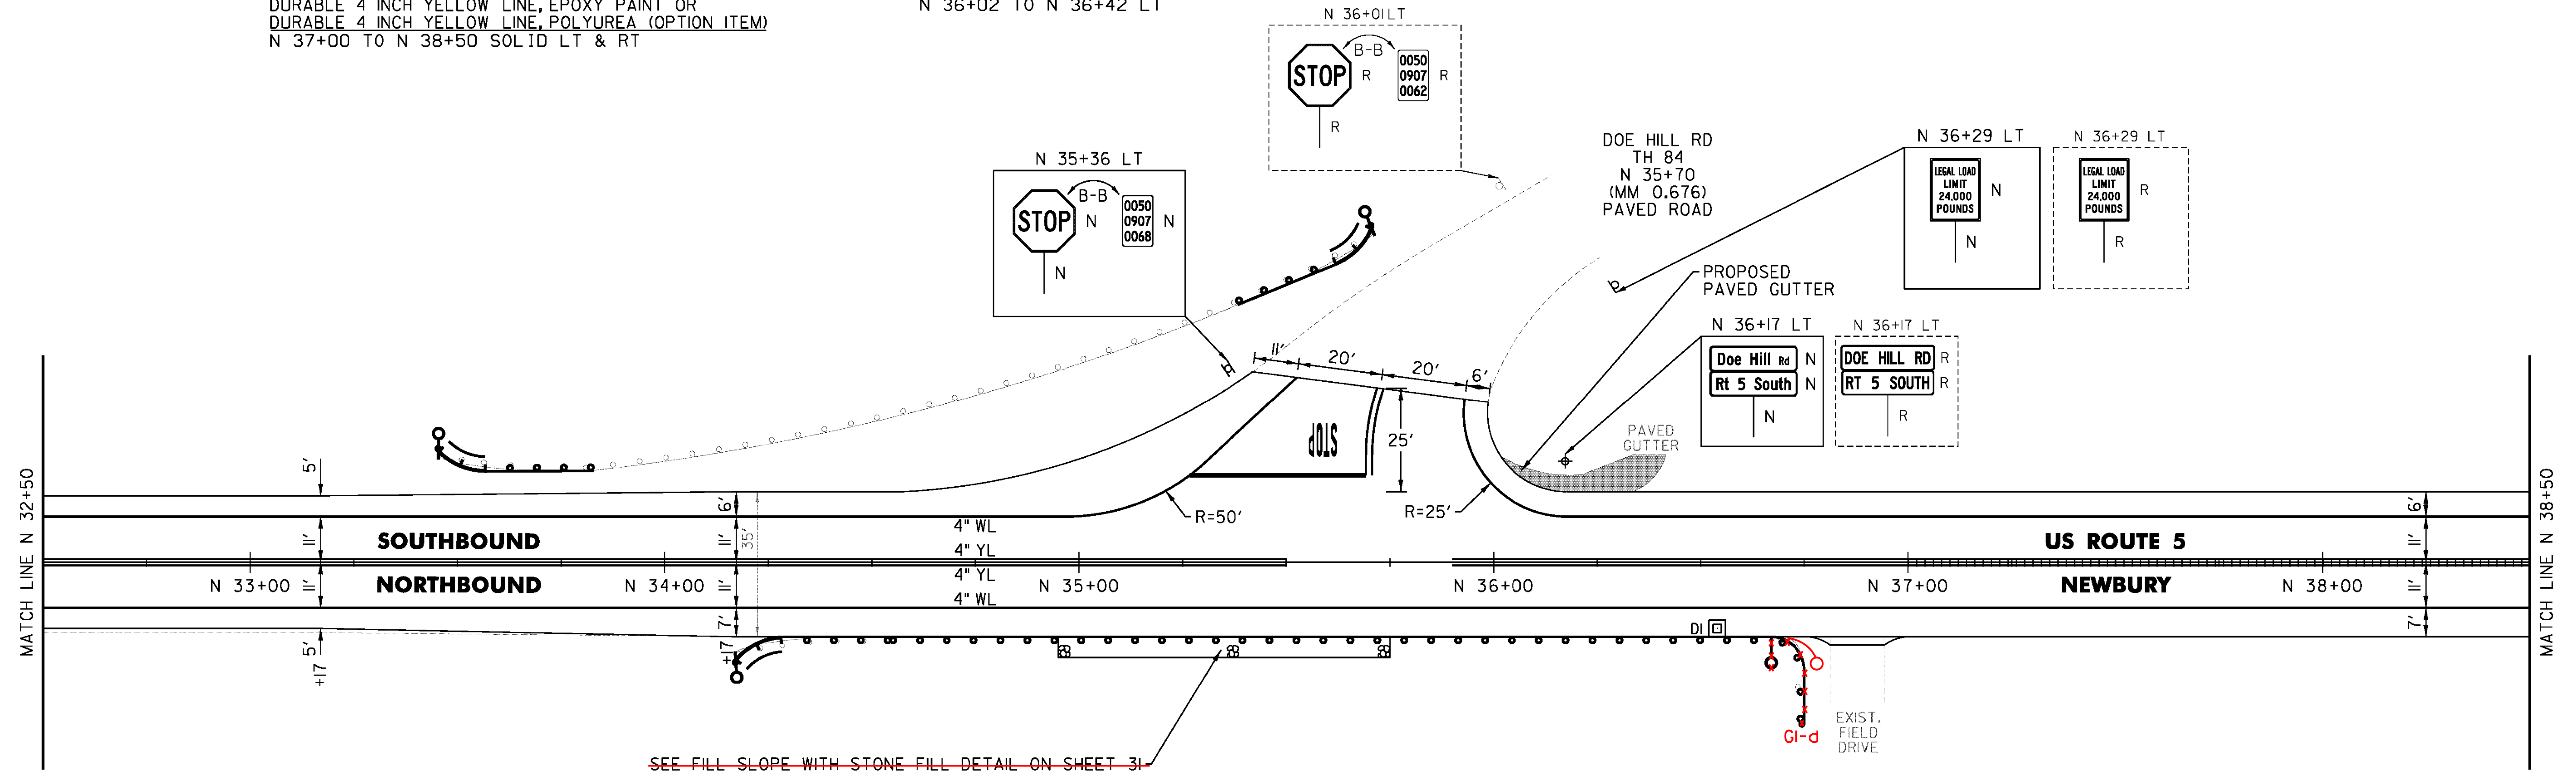 DURABLE 4 INCH YELLOW LINE, EPOXY PAINT OR
DURABLE 4 INCH YELLOW LINE, POLYUREA (OPTION ITEM)
N 37+00 TO N 38+50 SOLID LT & RT
N 36+02 TO N 36+42 LT
N 36+01 LT
STOP
B-B
R
0050
0907
0062
R
R
N 35+36 LT
STOP
B-B
N
0050
0907
0068
N
N
DOE HILL RD
TH 84
N 35+70
(MM 0.676)
PAVED ROAD
N 36+29 LT
LEGAL LOAD
LIMIT
24,000
POUNDS
N
N
N 36+29 LT
LEGAL LOAD
LIMIT
24,000
POUNDS
R
R
PROPOSED
PAVED GUTTER
N 36+17 LT
Doe Hill Rd N
Rt 5 South N
N
N 36+17 LT
DOE HILL RD R
RT 5 SOUTH R
R
11' 20' 20' 6'
25'
STOP
PAVED
GUTTER
R=50'
R=25'
MATCH LINE N 32+50
5'
6'
35'
6'
11'
11'
11'
SOUTHBOUND
4" WL
4" YL
US ROUTE 5
NORTHBOUND
4" YL
4" WL
NEWBURY
N 33+00
N 34+00
N 35+00
N 36+00
N 37+00
N 38+00
11'
11'
11'
7'
7'
5'
+17
+17
MATCH LINE N 38+50
DI
G1-d
EXIST.
FIELD
DRIVE
SEE FILL SLOPE WITH STONE FILL DETAIL ON SHEET 31